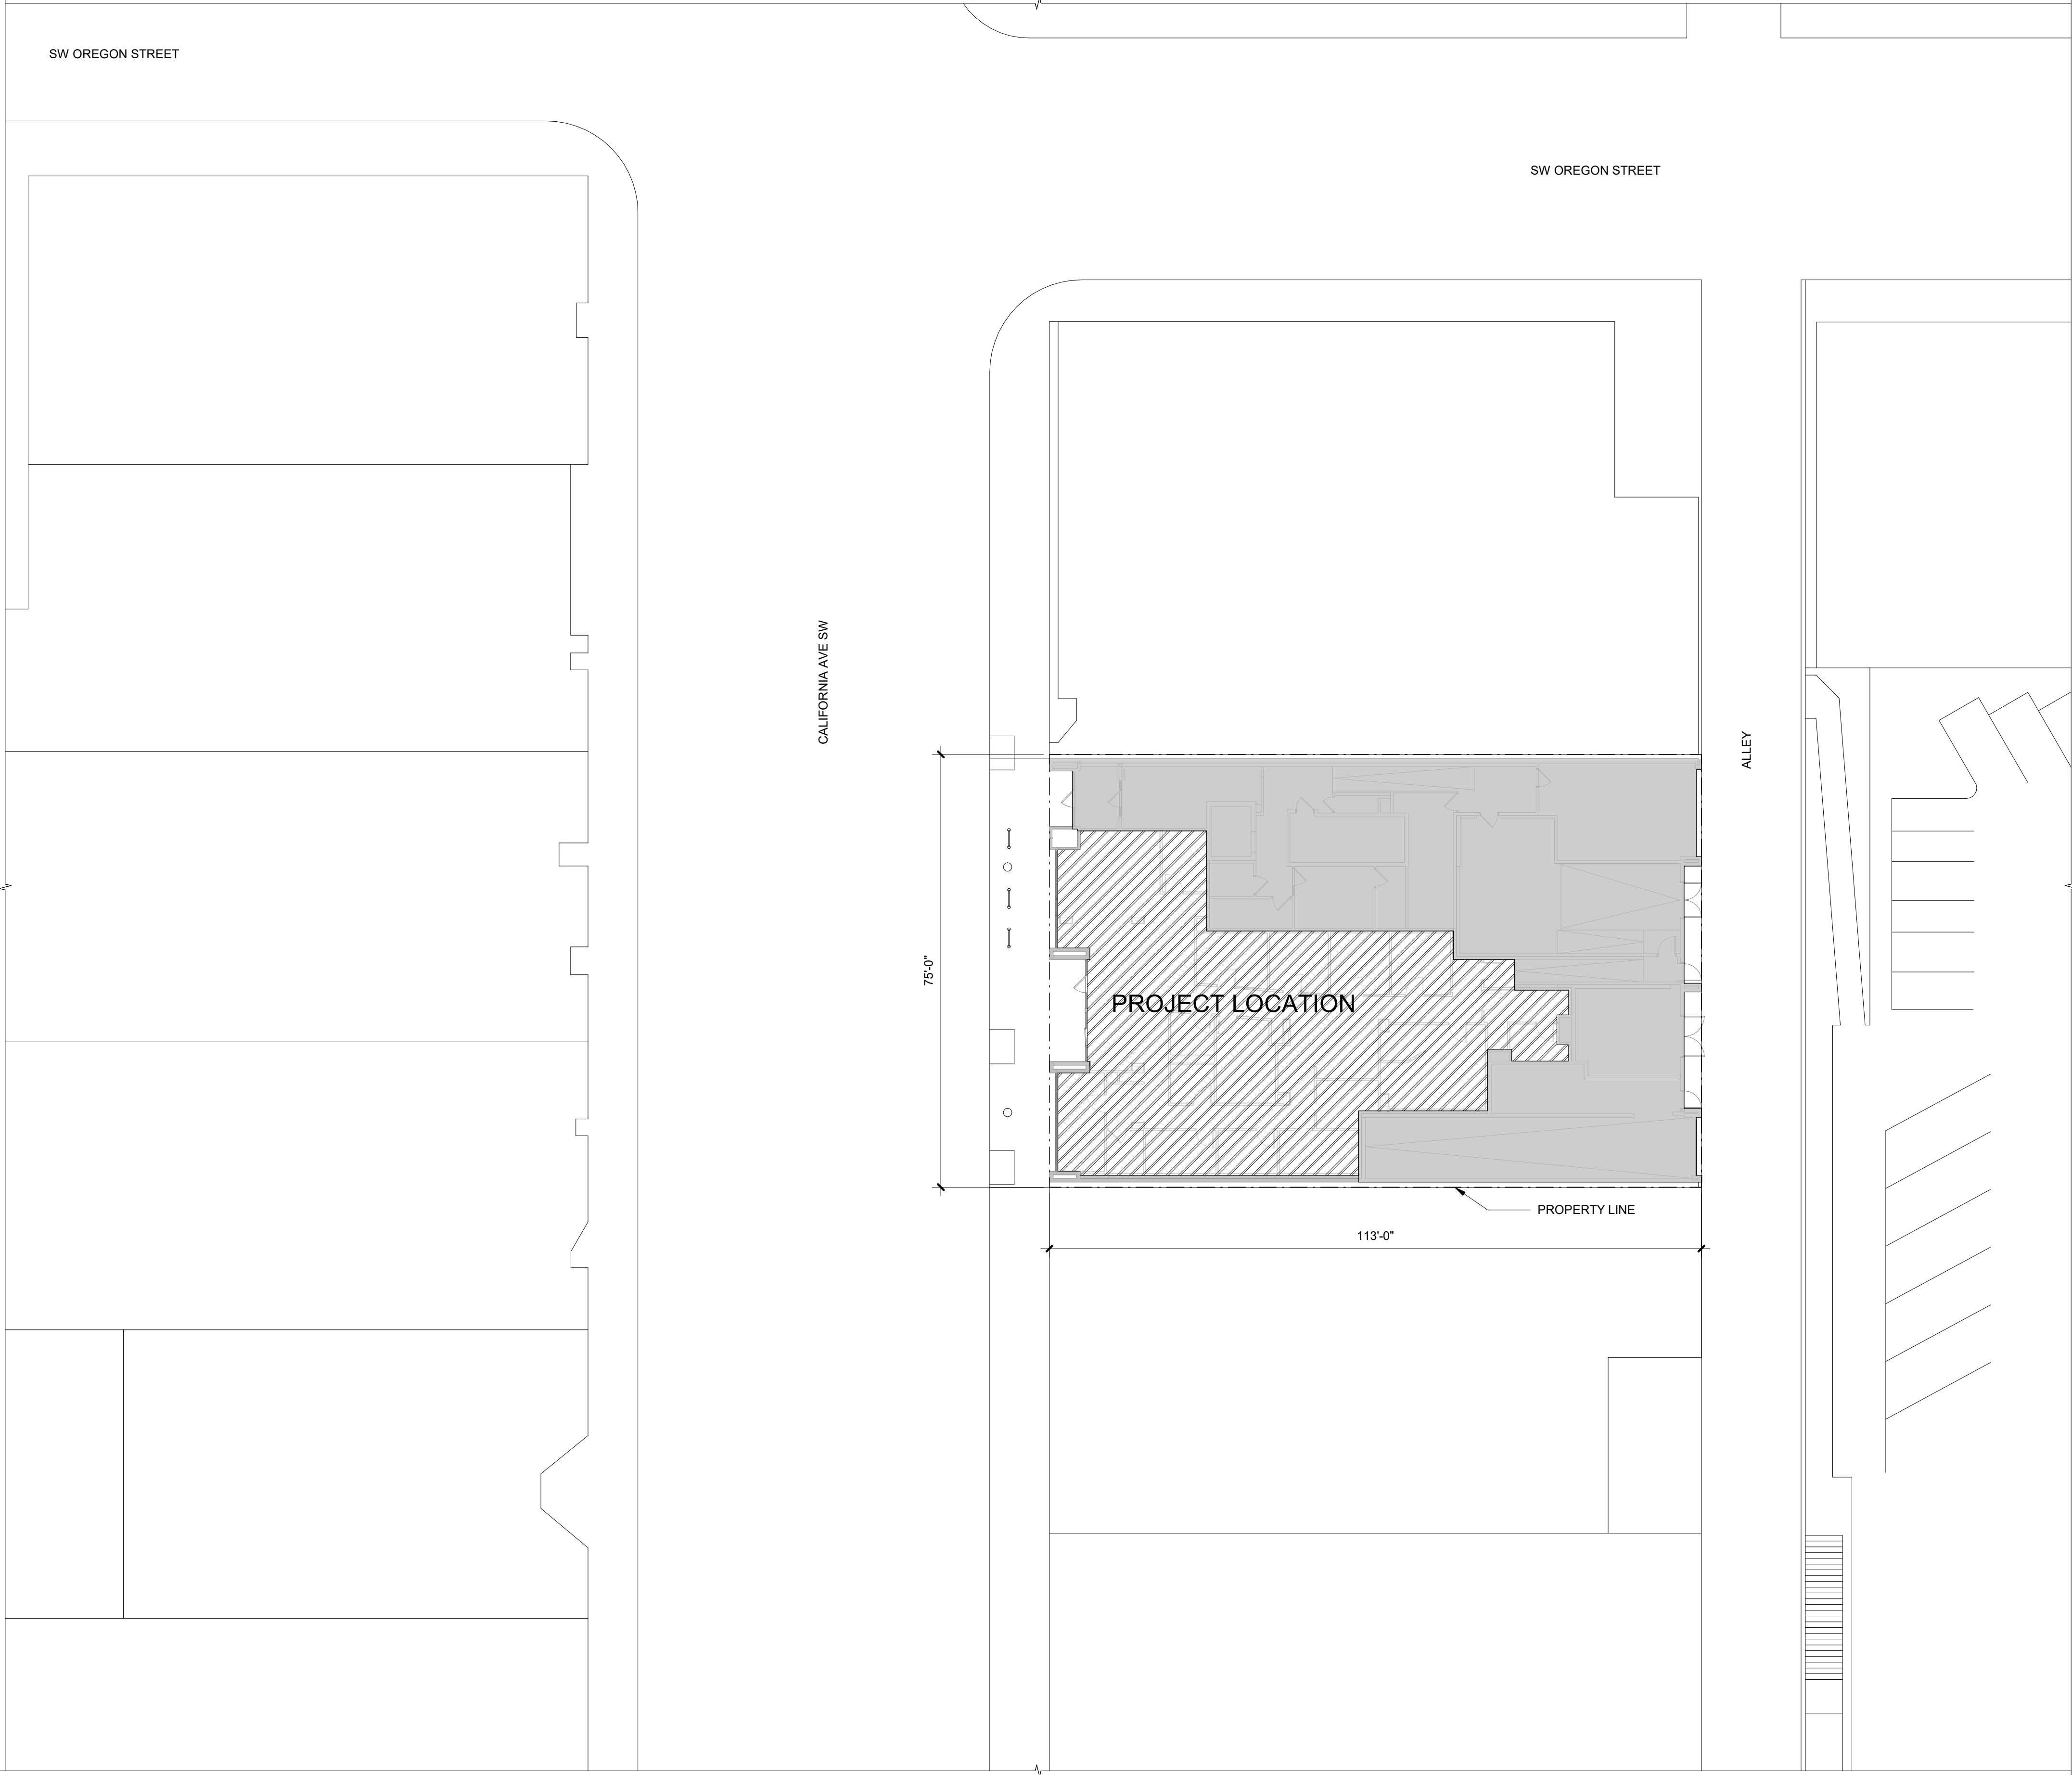 SW OREGON STREET
SW OREGON STREET
CALIFORNIA AVE SW
ALLEY
75'-0"
PROJECT LOCATION
PROPERTY LINE
113'-0"